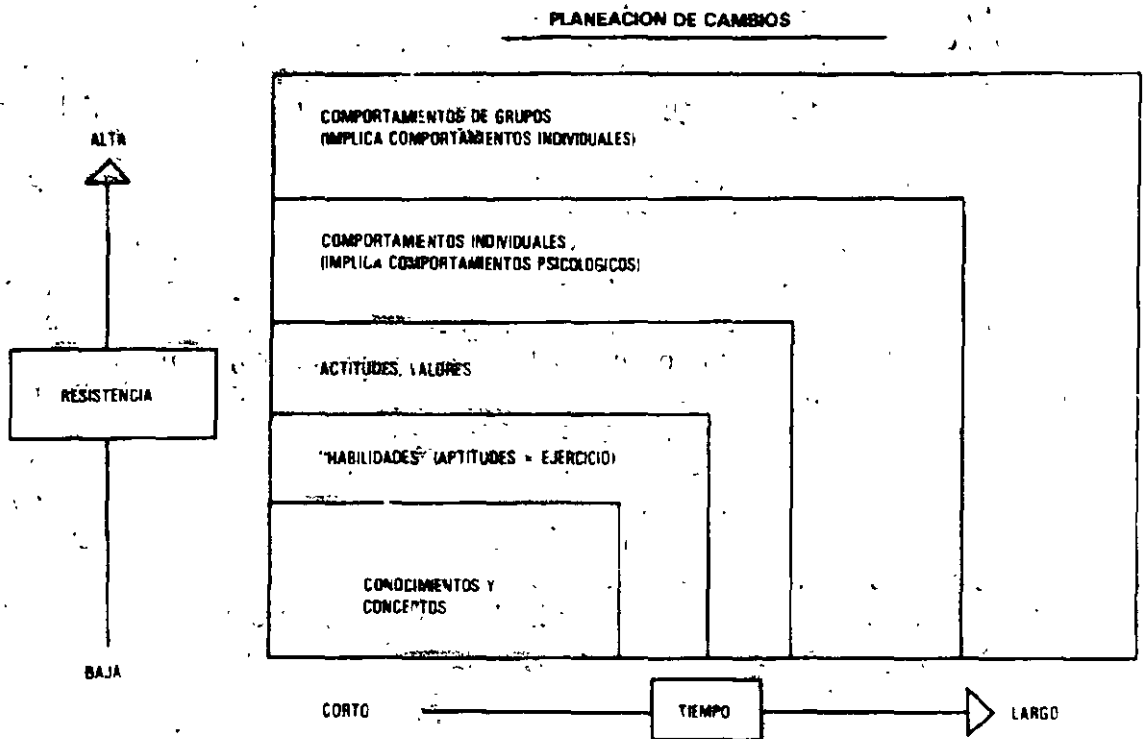 PLANEACION DE CAMBIOS
COMPORTAMIENTOS DE GRUPOS
(IMPLICA COMPORTAMIENTOS INDIVIDUALES)
ALTA
COMPORTAMIENTOS INDIVIDUALES
(IMPLICA COMPORTAMIENTOS PSICOLOGICOS)
ACTITUDES, VALORES
RESISTENCIA
"HABILIDADES" (APTITUDES = EJERCICIO)
CONOCIMIENTOS Y
CONCEPTOS
BAJA
CORTO
TIEMPO
LARGO